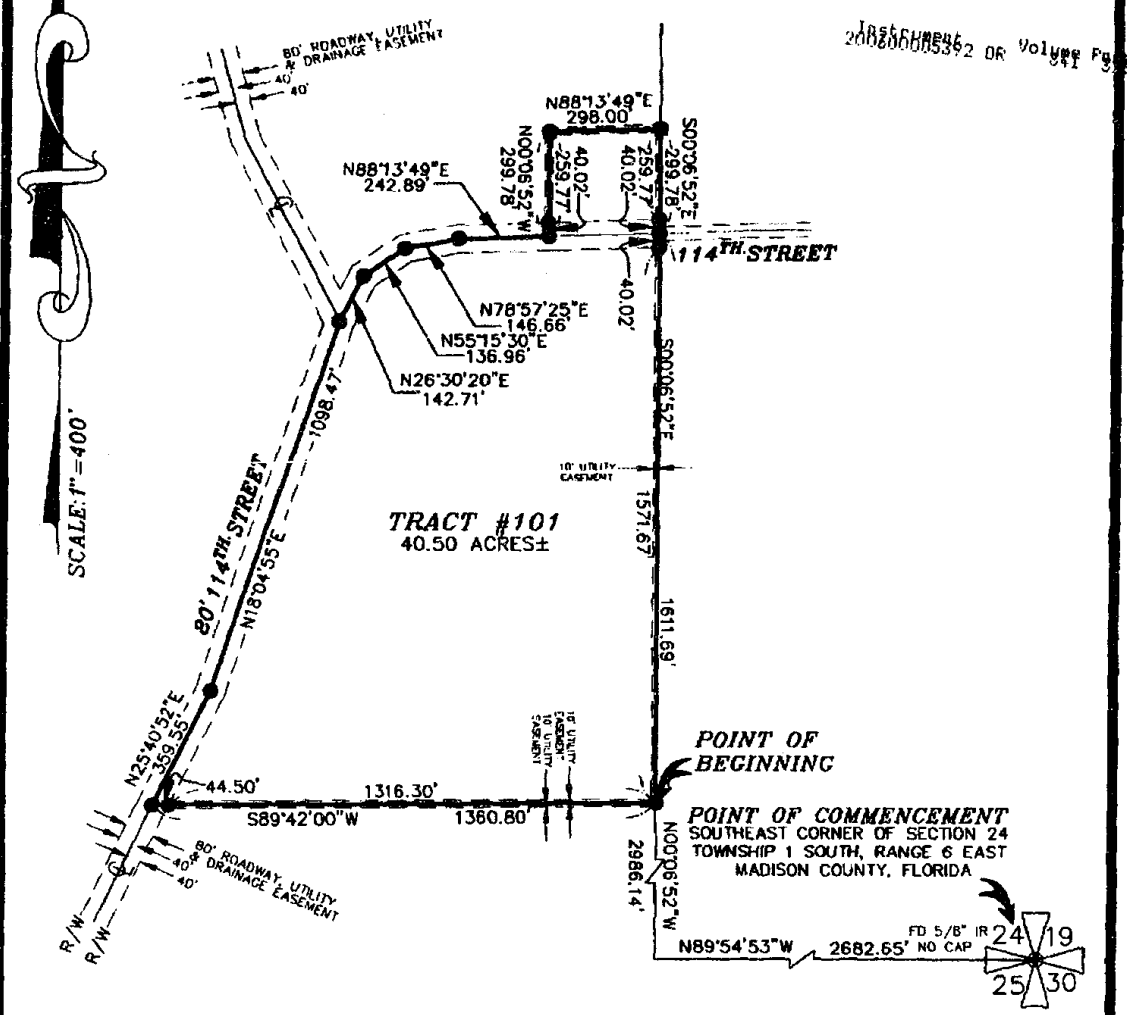 Instrument
200600005392 OR Volume
80' ROADWAY, UTILITY
& DRAINAGE EASEMENT
40'
40'
N88°13'49"E
298.00'
N00°06'52"W
299.78'
259.77'
40.02'
40.02'
259.77'
299.78'
S00°06'52"E
N88°13'49"E
242.89'
114TH. STREET
40.02'
N78°57'25"E
146.66'
N55°15'30"E
136.96'
N26°30'20"E
142.71'
1098.47'
S00°06'52"E
SCALE: 1"=400'
10' UTILITY
EASEMENT
TRACT #101
40.50 ACRES±
1571.67
80' 114TH. STREET
N18°04'55"E
1611.69'
N25°40'52"E
359.55'
10' UTILITY
EASEMENT
10' UTILITY
EASEMENT
POINT OF
BEGINNING
44.50'
1316.30'
S89°42'00"W
1360.80'
POINT OF COMMENCEMENT
SOUTHEAST CORNER OF SECTION 24
TOWNSHIP 1 SOUTH, RANGE 6 EAST
MADISON COUNTY, FLORIDA
80' ROADWAY, UTILITY
& DRAINAGE EASEMENT
40'
40'
N00°06'52"W
2986.14'
R/W
R/W
N89°54'53"W
2682.65'
FD 5/8" IR
NO CAP
24
19
25
30